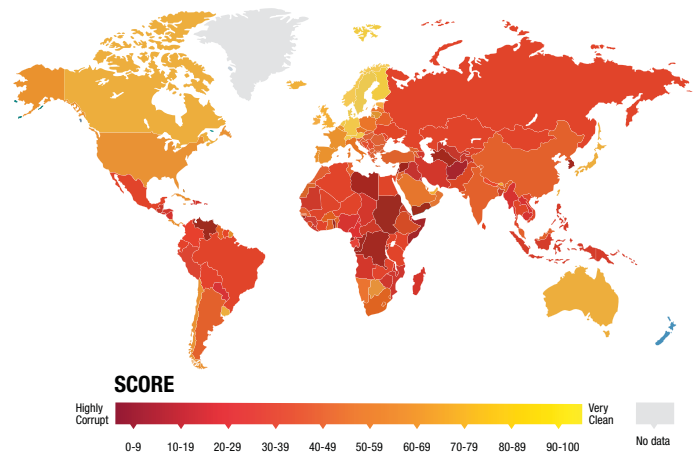 SCORE
Highly
Corrupt
Very
Clean
0-9
10-19
20-29
30-39
40-49
50-59
60-69
70-79
80-89
90-100
No data